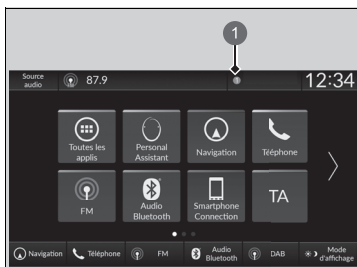 1
Source audio
87.9
12:34
Toutes les applis
Personal Assistant
Navigation
Téléphone
FM
Audio Bluetooth
Smartphone Connection
TA
Navigation
Téléphone
FM
Audio Bluetooth
DAB
Mode d'affichage